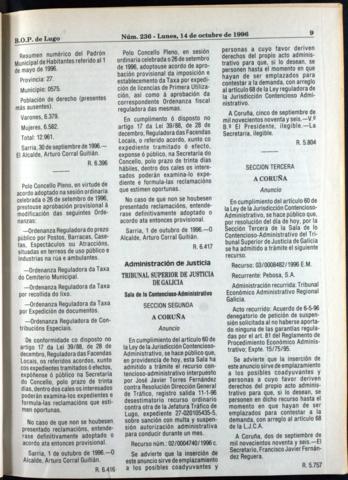 B.O.P. de Lugo
Núm. 236 - Lunes, 14 de octubre de 1996
9
Resumen numérico del Padrón
Municipal de Habitantes referido al 1
de mayo de 1996.
Provincia: 27.
Municipio: 0575.
Población de derecho (presentes
más ausentes).
Varones, 6.379.
Mujeres, 6.582.
Total: 12.961.
Sarria, 30 de septiembre de 1996.—
El Alcalde, Arturo Corral Guilián.
R. 6.396
Polo Concello Pleno, en virtude de
acordo adoptado na sesión ordinaria
celebrada o 26 de setembro de 1996,
prestouse aprobación provisional á
modificación das seguintes Orde-
nanzas:
—Ordenanza Reguladora do prezo
público por Postos, Barracas, Case-
tas, Espectáculos ou Atraccións,
situadas en terreos de uso público e
industrias na rua e ambulantes.
—Ordenanza Reguladora da Taxa
do Cemiterio Municipal.
—Ordenanza Reguladora da Taxa
por recollida do lixo.
—Ordenanza Reguladora da Taxa
por Expedición de documentos.
—Ordenanza Reguladora de Con-
tribucións Especiais.
De conformidade co disposto no
artigo 17 da Lei 39/88, de 28 de
decembro, Reguladora das Facendas
Locais, ós referidos acordos, xunto
cos expedientes tramitados ó efectos,
expónense ó público na Secretaría do
Concello, polo prazo de trinta días
hábiles, dentro dos cales os interesados
poderán examinalos expedientes e
formula-las reclamacións que esti-
men oportunas.
No caso de que non se houbesen
presentado reclamacións, entende-
rase definitivamente adoptado o
acordo ata entonces provisional.
Sarria, 1 de octubre de 1996.—O
Alcalde, Arturo Corral Guilián.
R. 6.416
Polo Concello Pleno, en sesión
ordinaria celebrada o 26 de setembro
de 1996, adoptouse acordo de apro-
bación provisional da imposición e
establecemento da Taxa por expedi-
ción de licencias de Primera Utiliza-
ción, así como á aprobación da
correspondente Ordenanza fiscal
reguladora das mesmas.
En cumplimento ó disposto no
artigo 17 da Lei 39/88, de 28 de
decembro, Reguladora das Facendas
Locais, o referido acordo, xunto co
expediente tramitado ó efecto,
expone ó público, na Secretaría do
Concello, polo prazo de trinta días
hábiles, dentro dos cales os intere-
sados poderán examina-lo expe-
diente e formula-las reclamacións
que estimen oportunas.
No caso de que non se houbesen
presentado reclamacións, enténde-
rase definitivamente adoptado o
acordo ata entonces provisional.
Sarria, 1 de octubre de 1996.—O
Alcalde, Arturo Corral Guilián.
R. 6.417
Administración de Justicia
TRIBUNAL SUPERIOR DE JUSTICIA
DE GALICIA
Sala de lo Contencioso-Administrativo
SECCION SEGUNDA
A CORUÑA
Anuncio
En cumplimiento del artículo 60 de
la Ley de la Jurisdicción Contencioso-
Administrativo, se hace público que,
en providencia de hoy, esta Sala ha
admitido a trámite el recurso con-
tencioso-administrativo interpuesto
por José Javier Torres Fernández
contra Resolución Dirección General
de Tráfico, registro salida 11-1-96
desestimatorio recurso ordinario
contra otra de la Jefatura Tráfico de
Lugo, expediente 27-020105435-5,
sobre sanción con multa y suspen-
sión autorización administrativa
para conducir durante un mes.
Recurso núm.: 02/0004740/1996 c.
Se advierte que la inserción de
este anuncio sirve de emplazamiento
a los posibles coadyuvantes y
personas a cuyo favor deriven
derechos del propio acto adminis-
trativo para que, si lo desean, se
personen hasta el momento en que
hayan de ser emplazados para
contestar a la demanda, con arreglo
al artículo 68 de la Ley reguladora de
la Jurisdicción Contencioso Admi-
nistrativo.
A Coruña, cinco de septiembre de
mil novecientos noventa y seis.—V.º
B.º El Presidente, ilegible.—La
Secretaria, ilegible.
R. 5.804
SECCION TERCERA
A CORUÑA
Anuncio
En cumplimiento del artículo 60 de
la Ley de la Jurisdicción Contencioso-
Administrativo, se hace público que,
por resolución del día de hoy, por la
Sección Tercera de la Sala de lo
Contencioso-Administrativo del Tri-
bunal Superior de Justicia de Galicia
se ha admitido a trámite el siguiente
recurso.
Recurso: 03/0008482/1996 E.M.
Recurrente: Pebosa, S.A.
Administración recurrida: Tribunal
Económico Administrativo Regional
Galicia.
Acto recurrido: Acuerdo de 6-5-96
denegatorio de petición de suspen-
sión solicitada al no haberse aporta-
do ninguna de las garantías regula-
das por el art. 81 del Reglamento de
Procedimiento Económico Adminis-
trativo; Expte. 15/75/95.
Se advierte que la inserción de
este anuncio sirve de emplazamiento
a los posibles coadyuvantes y
personas a cuyo favor deriven
derechos del propio acto adminis-
trativo para que, si lo desean, se
personen en dicho recurso hasta el
momento en que hayan de ser
emplazados para contestar a la
demanda, con arreglo al artículo 68
de la L.J.C.A.
A Coruña, dos de septiembre de
mil novecientos noventa y seis.—El
Secretario, Francisco Javier Fernán-
dez Reguera.
R. 5.757